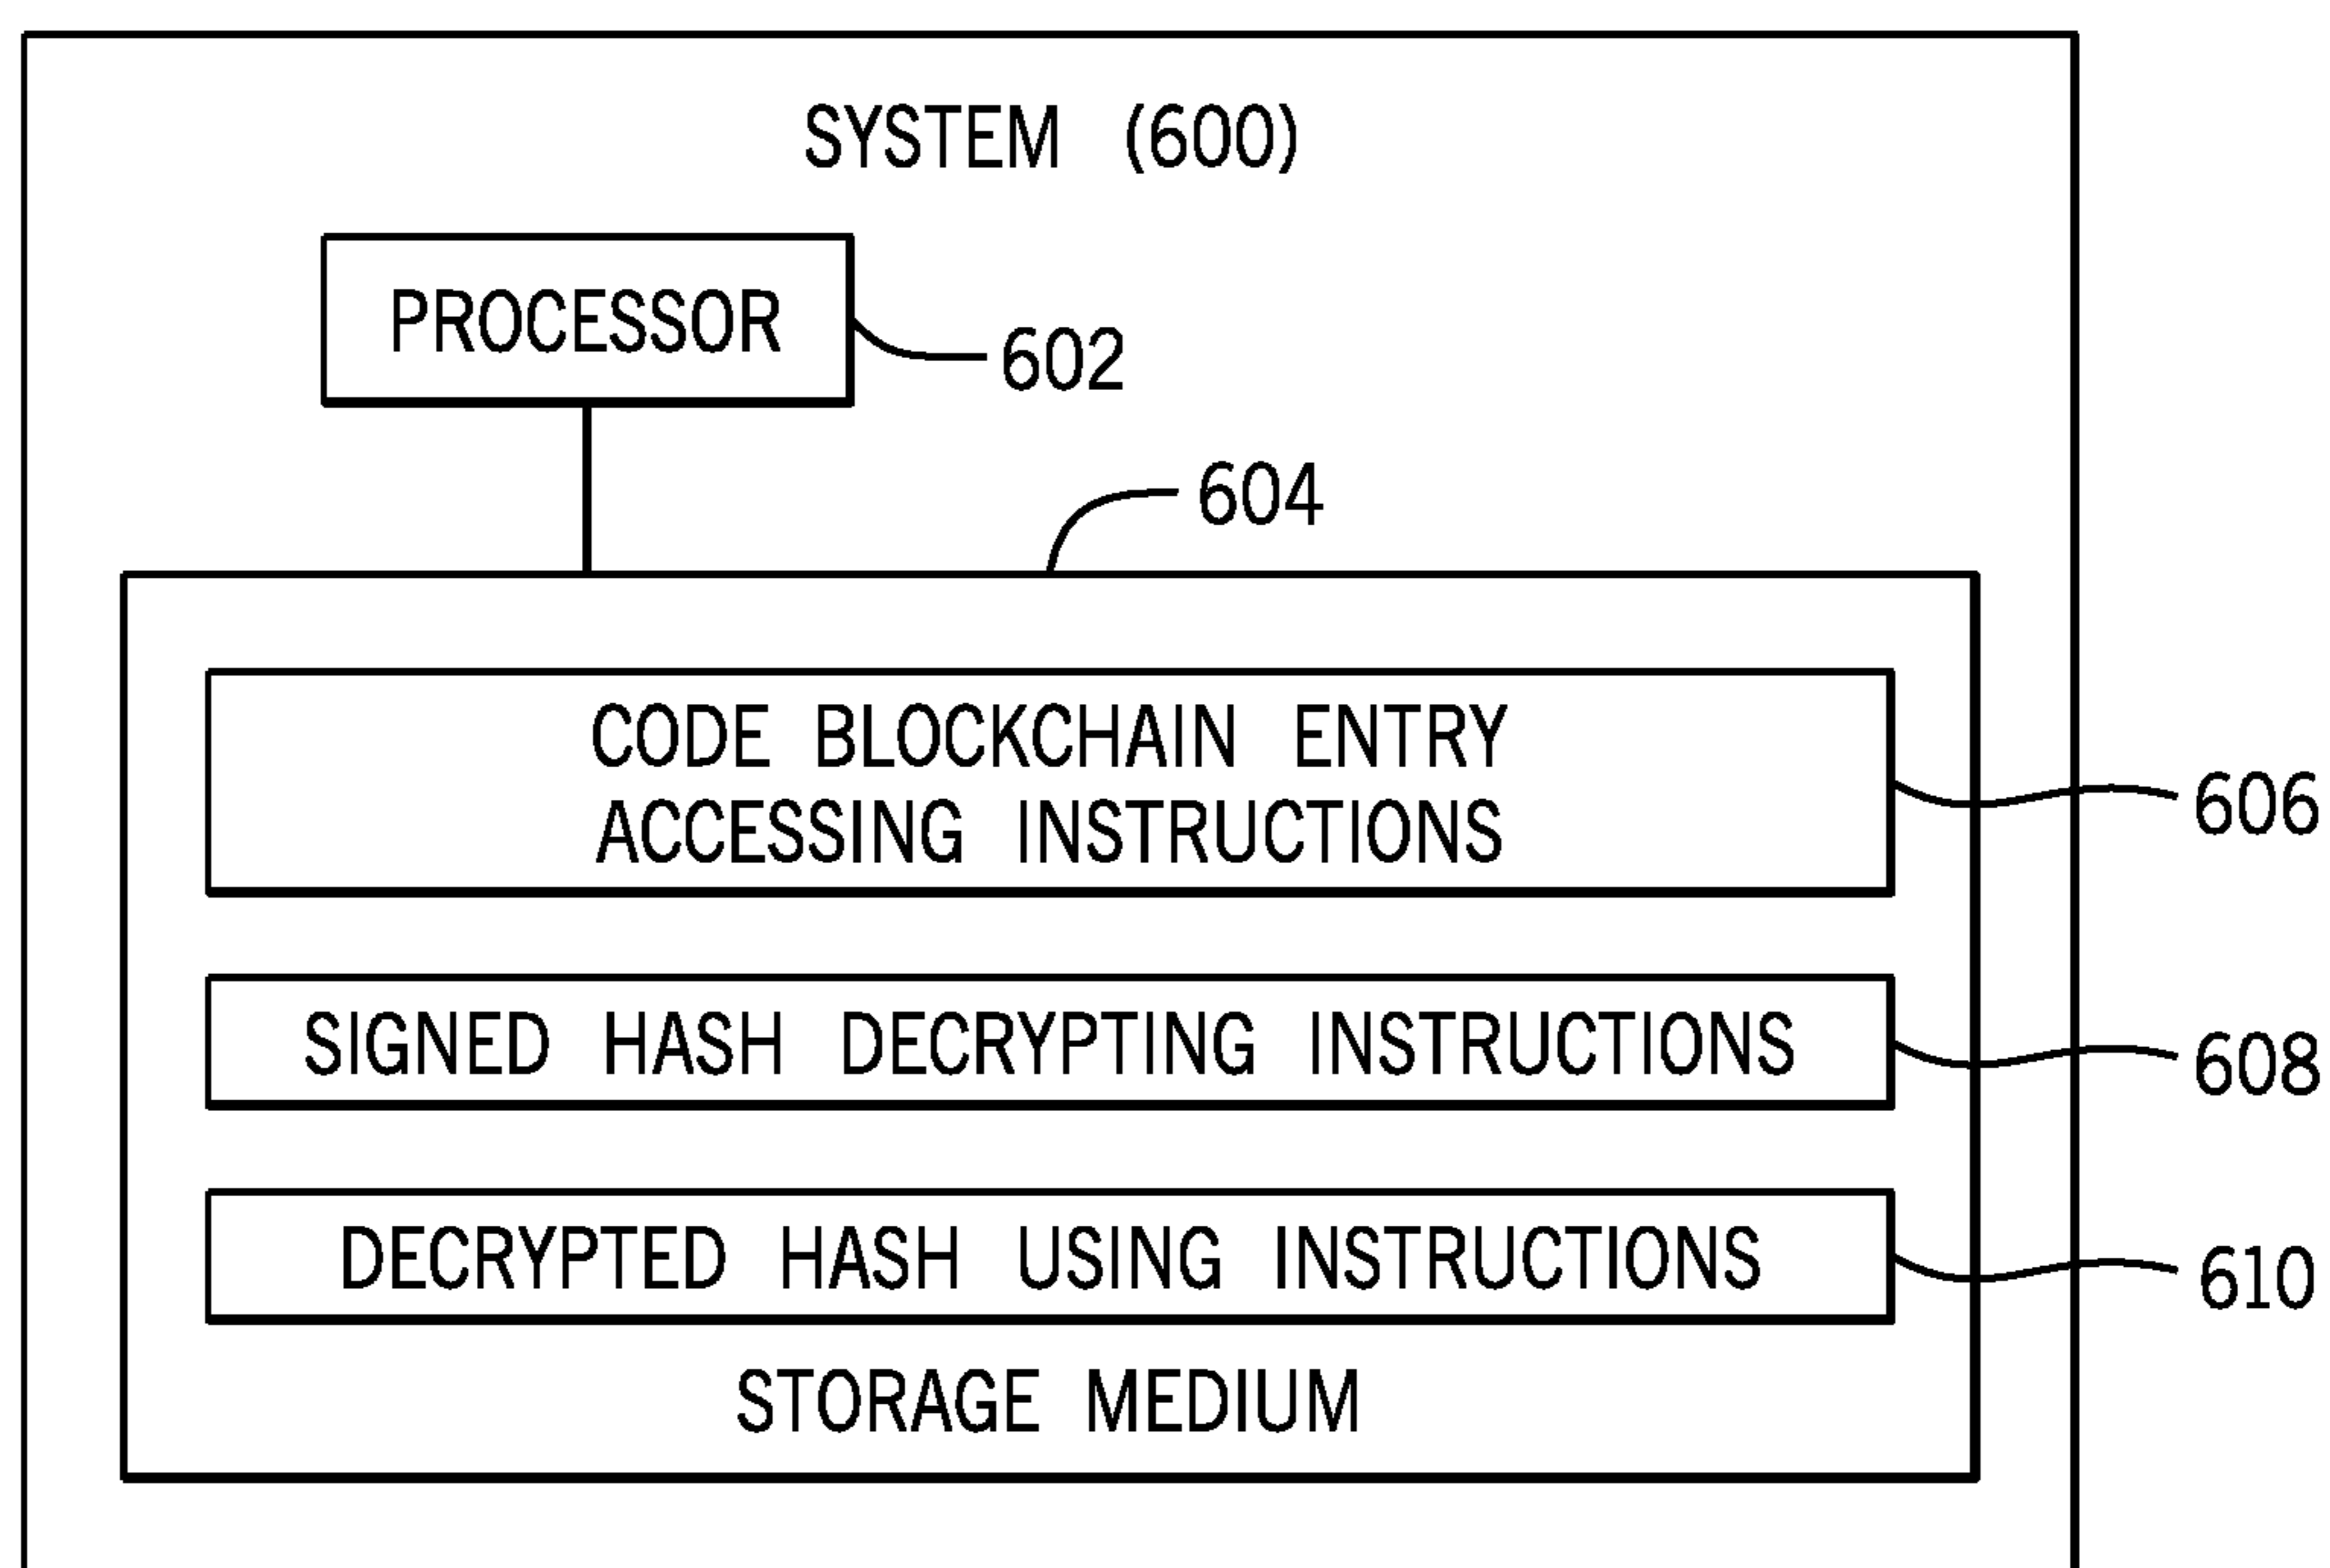 SYSTEM (600)
PROCESSOR
602
604
CODE BLOCKCHAIN ENTRY
ACCESSING INSTRUCTIONS
606
SIGNED HASH DECRYPTING INSTRUCTIONS
608
DECRYPTED HASH USING INSTRUCTIONS
610
STORAGE MEDIUM